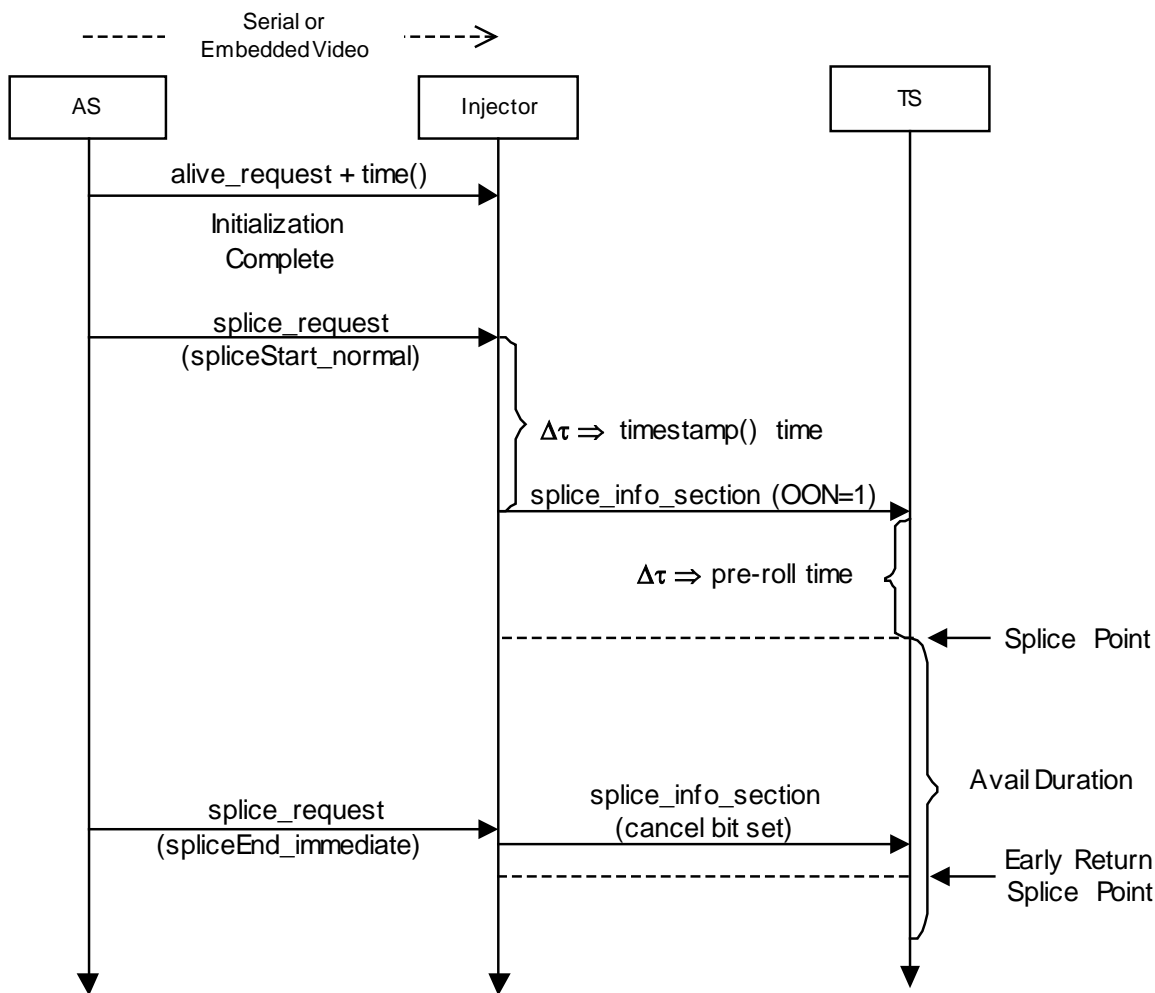 Serial or
Embedded Video
AS
Injector
TS
alive_request + time()
Initialization
Complete
splice_request
(spliceStart_normal)
Δτ ⇒ timestamp() time
splice_info_section (OON=1)
Δτ ⇒ pre-roll time
Splice Point
Avail Duration
splice_request
(spliceEnd_immediate)
splice_info_section
(cancel bit set)
Early Return
Splice Point